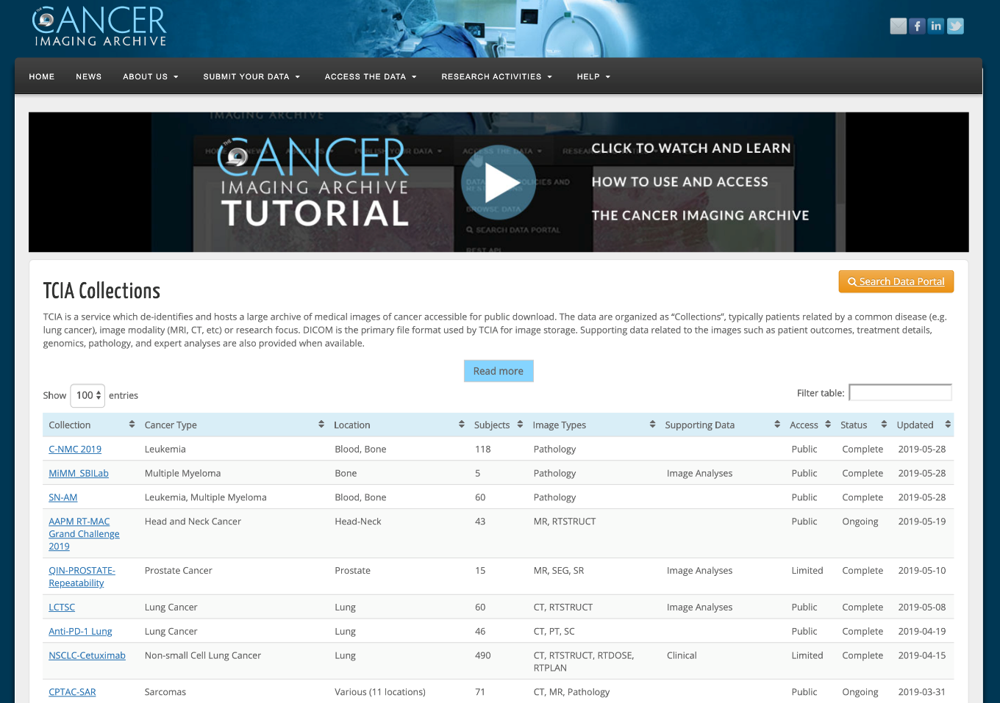 THE
CANCER
IMAGING ARCHIVE
HOME NEWS ABOUT US SUBMIT YOUR DATA ACCESS THE DATA RESEARCH ACTIVITIES HELP
IMAGING ARCHIVE
THE
CANCER
IMAGING ARCHIVE
TUTORIAL
CLICK TO WATCH AND LEARN
HOW TO USE AND ACCESS
THE CANCER IMAGING ARCHIVE
SEARCH DATA PORTAL
REST API
TCIA Collections
Search Data Portal
TCIA is a service which de-identifies and hosts a large archive of medical images of cancer accessible for public download. The data are organized as “Collections”, typically patients related by a common disease (e.g.
lung cancer), image modality (MRI, CT, etc) or research focus. DICOM is the primary file format used by TCIA for image storage. Supporting data related to the images such as patient outcomes, treatment details,
genomics, pathology, and expert analyses are also provided when available.
Read more
Show 100 entries Filter table:
Collection Cancer Type Location Subjects Image Types Supporting Data Access Status Updated
C-NMC 2019 Leukemia Blood, Bone 118 Pathology Public Complete 2019-05-28
MiMM_SBILab Multiple Myeloma Bone 5 Pathology Image Analyses Public Complete 2019-05-28
SN-AM Leukemia, Multiple Myeloma Blood, Bone 60 Pathology Public Complete 2019-05-28
AAPM RT-MAC Head and Neck Cancer Head-Neck 43 MR, RTSTRUCT Public Ongoing 2019-05-19
Grand Challenge
2019
QIN-PROSTATE- Prostate Cancer Prostate 15 MR, SEG, SR Image Analyses Limited Complete 2019-05-10
Repeatability
LCTSC Lung Cancer Lung 60 CT, RTSTRUCT Image Analyses Public Complete 2019-05-08
Anti-PD-1 Lung Lung Cancer Lung 46 CT, PT, SC Public Complete 2019-04-19
NSCLC-Cetuximab Non-small Cell Lung Cancer Lung 490 CT, RTSTRUCT, RTDOSE, Clinical Limited Complete 2019-04-15
RTPLAN
CPTAC-SAR Sarcomas Various (11 locations) 71 CT, MR, Pathology Public Ongoing 2019-03-31